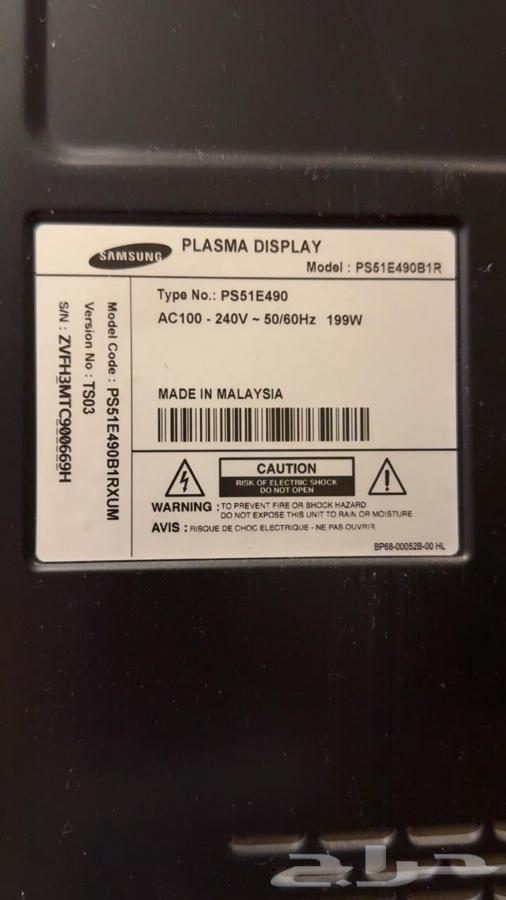 SAMSUNG
PLASMA DISPLAY
Model : PS51E490B1R
Type No.: PS51E490
AC100 - 240V ~ 50/60Hz 199W
MADE IN MALAYSIA
Model Code : PS51E490B1RXUM
Version No : TS03
S/N : ZVFH3MTC900669H
CAUTION
RISK OF ELECTRIC SHOCK
DO NOT OPEN
WARNING : TO PREVENT FIRE OR SHOCK HAZARD
DO NOT EXPOSE THIS UNIT TO RAIN OR MOISTURE
AVIS : RISQUE DE CHOC ELECTRIQUE - NE PAS OUVRIR
BP68-00052B-00 HL
حراج